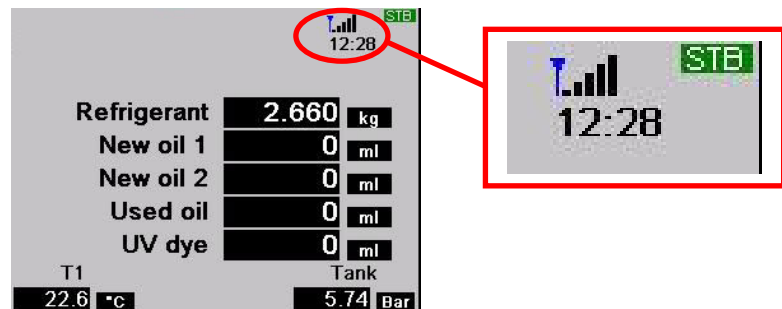 STB
12:28
Refrigerant 2.660 kg
New oil 1 0 ml
New oil 2 0 ml
Used oil 0 ml
UV dye 0 ml
T1 Tank
22.6 °C 5.74 Bar
STB
12:28